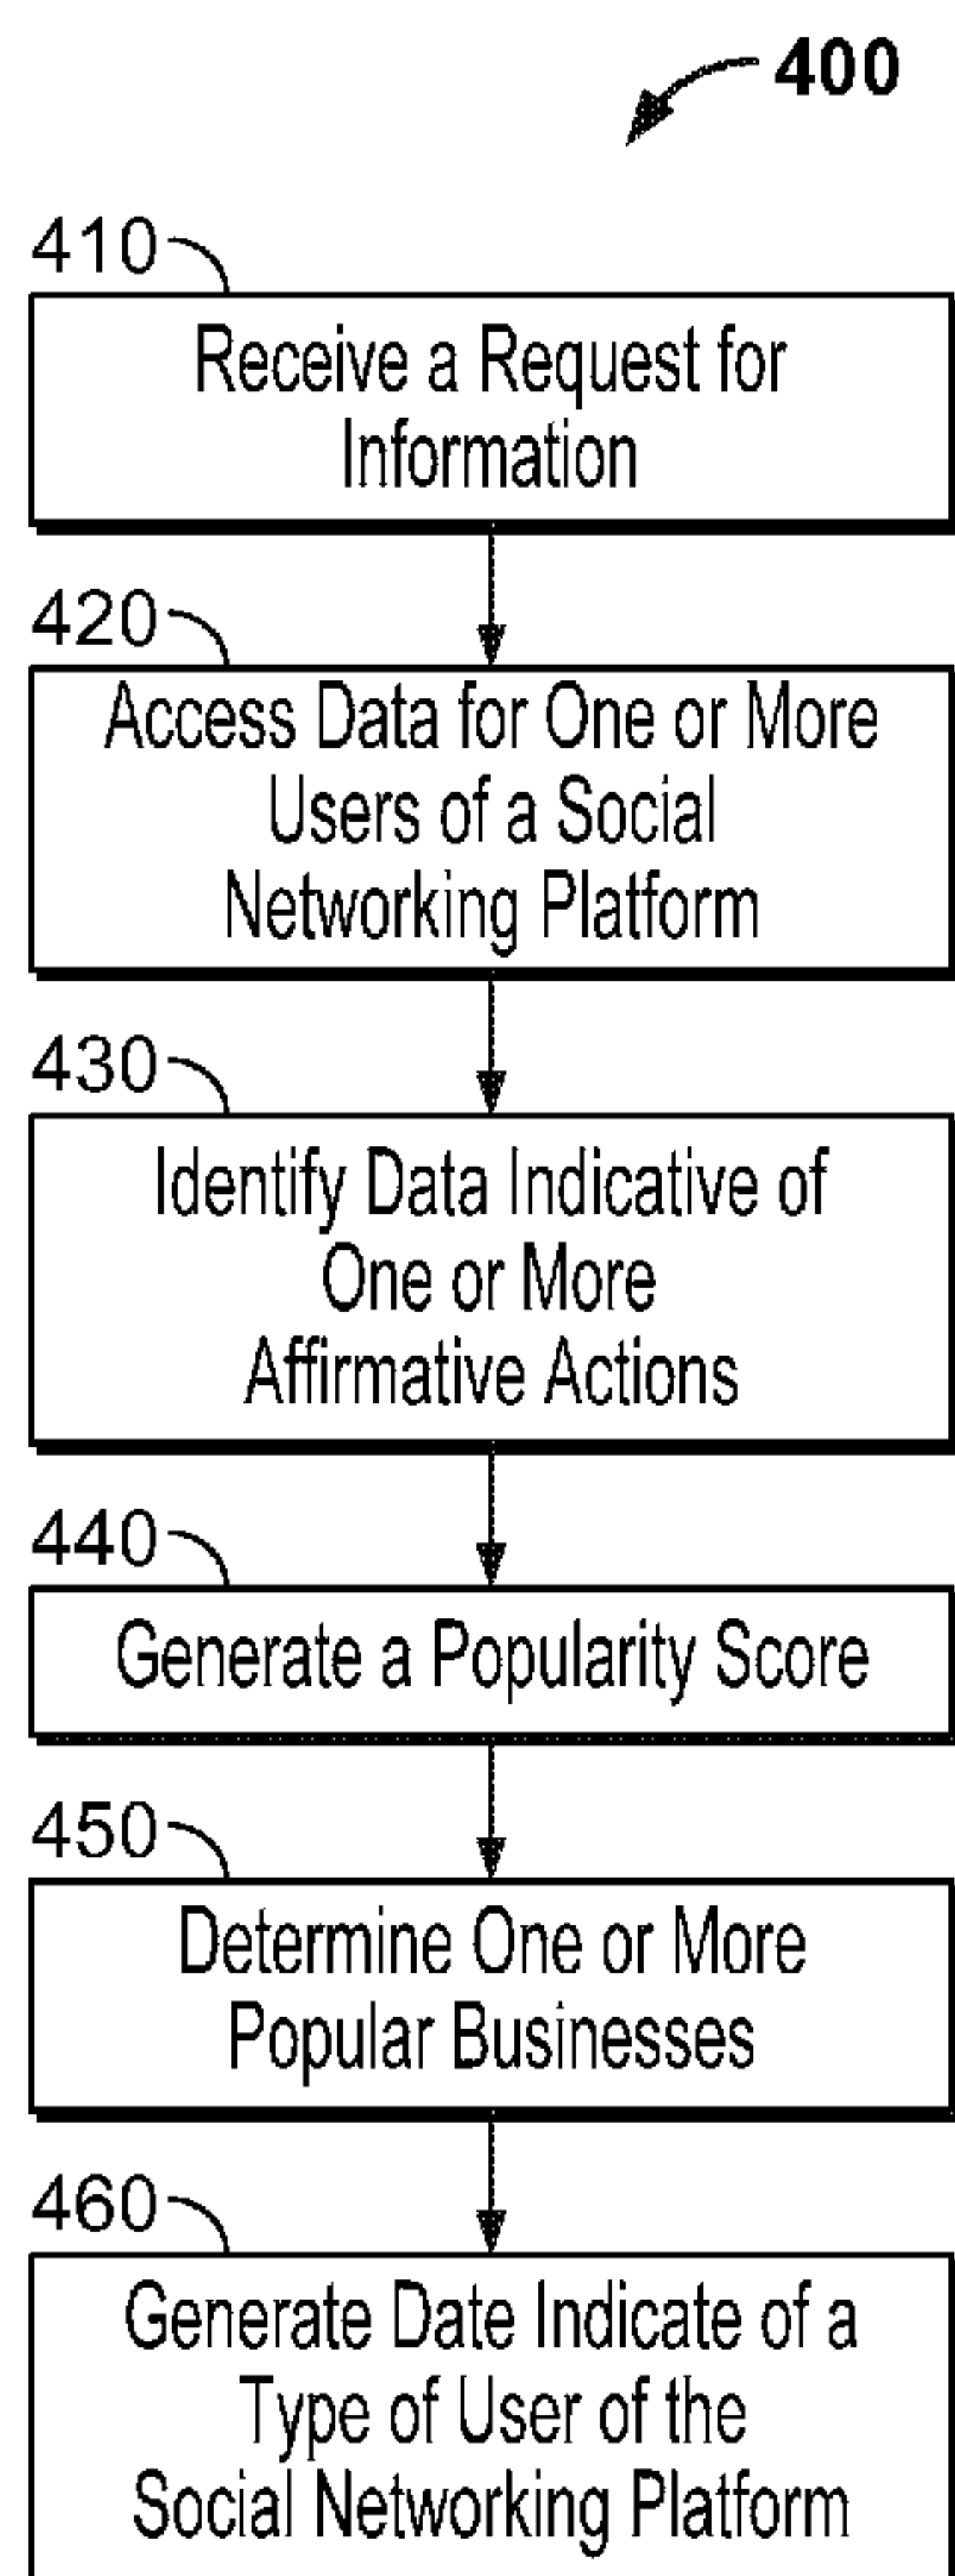 400
410
Receive a Request for
Information
420
Access Data for One or More
Users of a Social
Networking Platform
430
Identify Data Indicative of
One or More
Affirmative Actions
440
Generate a Popularity Score
450
Determine One or More
Popular Businesses
460
Generate Date Indicate of a
Type of User of the
Social Networking Platform